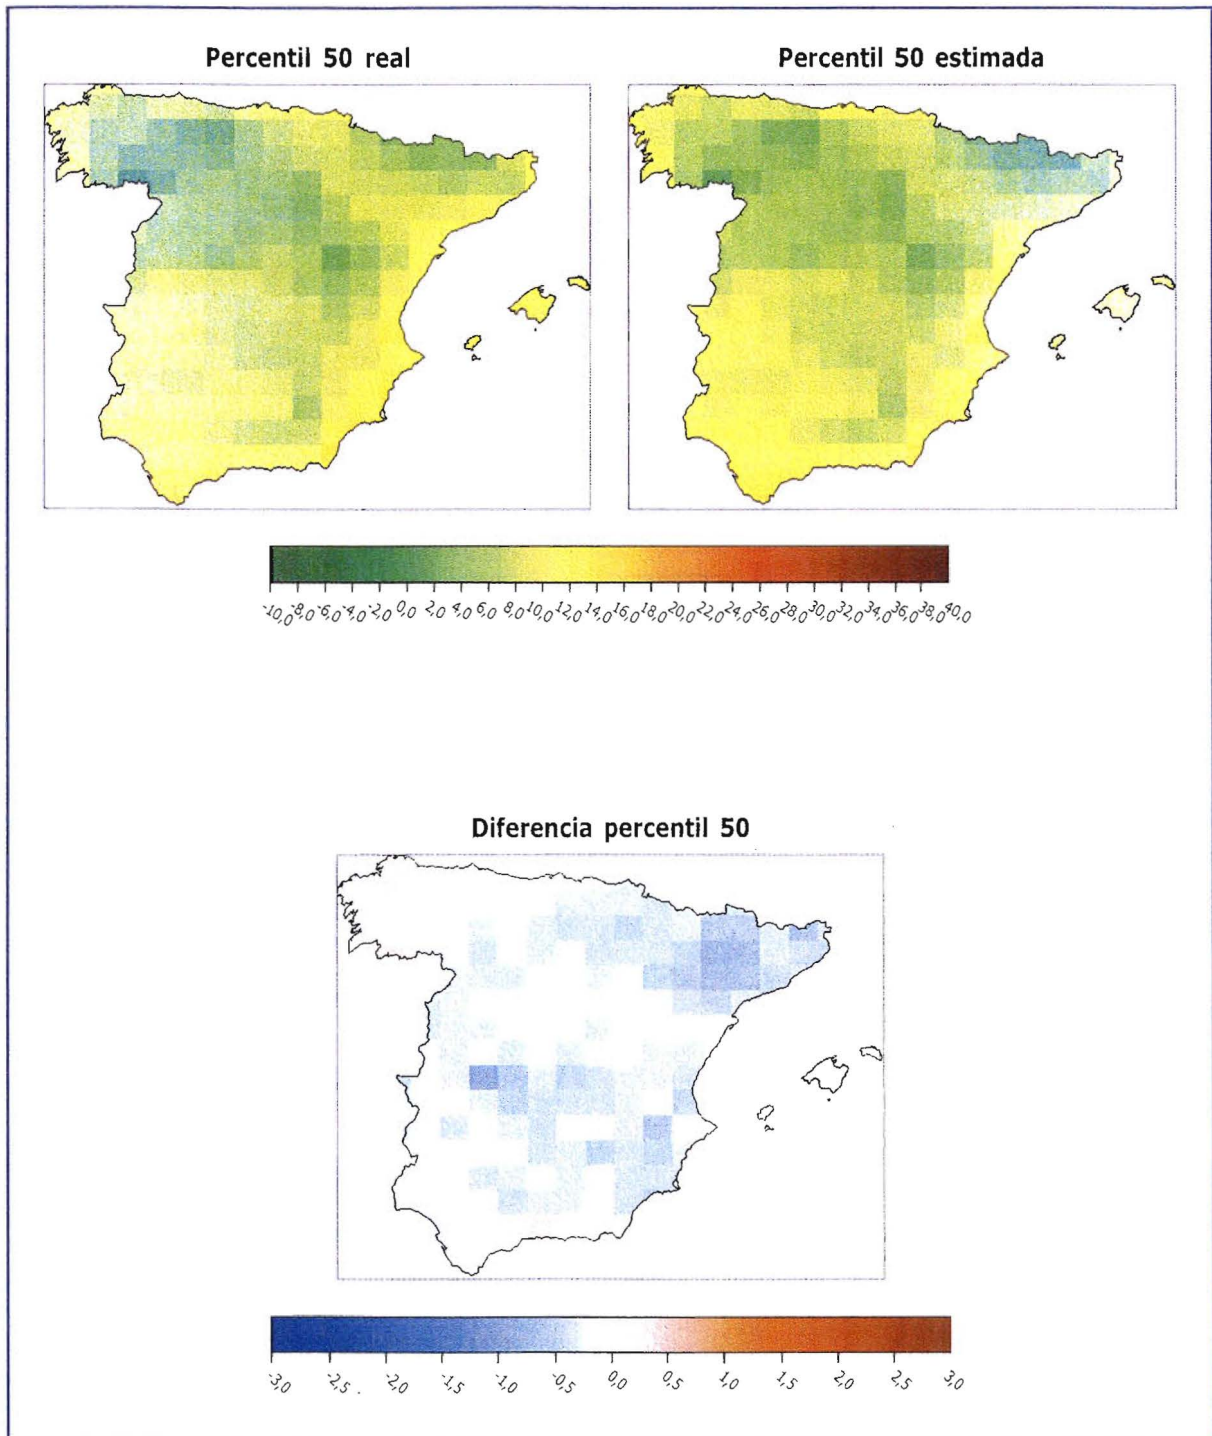 Percentil 50 real
Percentil 50 estimada
-10,0 -8,0 -6,0 -4,0 -2,0 0,0 2,0 4,0 6,0 8,0 10,0 12,0 14,0 16,0 18,0 20,0 22,0 24,0 26,0 28,0 30,0 32,0 34,0 36,0 38,0 40,0
Diferencia percentil 50
-3,0 -2,5 -2,0 -1,5 -1,0 -0,5 0,0 0,5 1,0 1,5 2,0 2,5 3,0